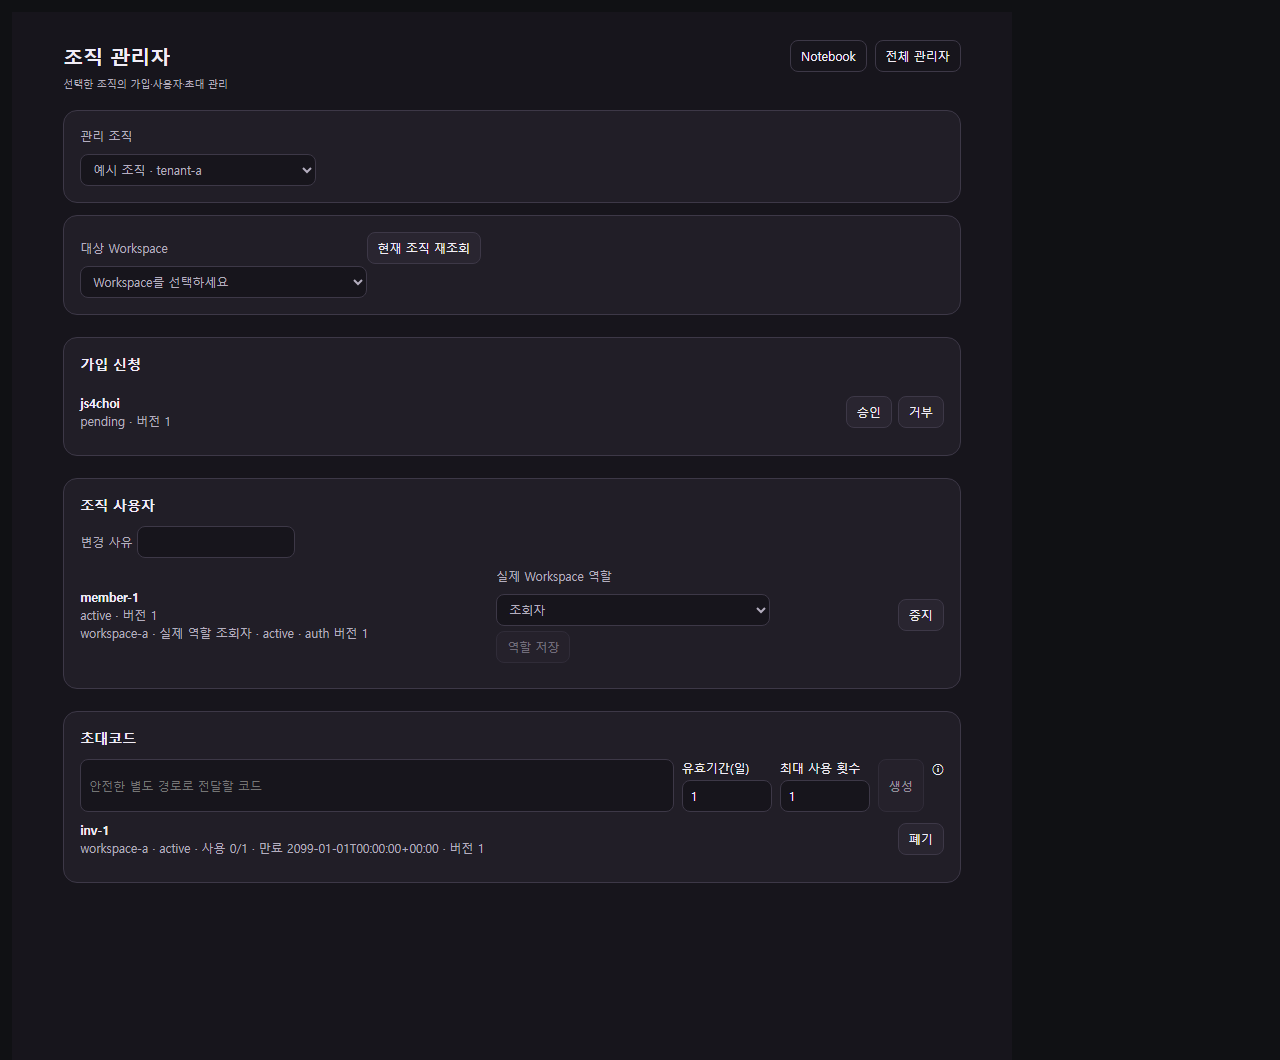 조직 관리자
Notebook
전체 관리자
선택한 조직의 가입·사용자·초대 관리
관리 조직
예시 조직 · tenant-a
대상 Workspace
현재 조직 재조회
Workspace를 선택하세요
가입 신청
js4choi
pending · 버전 1
승인
거부
조직 사용자
변경 사유
실제 Workspace 역할
member-1
active · 버전 1
workspace-a · 실제 역할 조회자 · active · auth 버전 1
조회자
역할 저장
중지
초대코드
안전한 별도 경로로 전달할 코드
유효기간(일)
1
최대 사용 횟수
1
생성
inv-1
workspace-a · active · 사용 0/1 · 만료 2099-01-01T00:00:00+00:00 · 버전 1
폐기